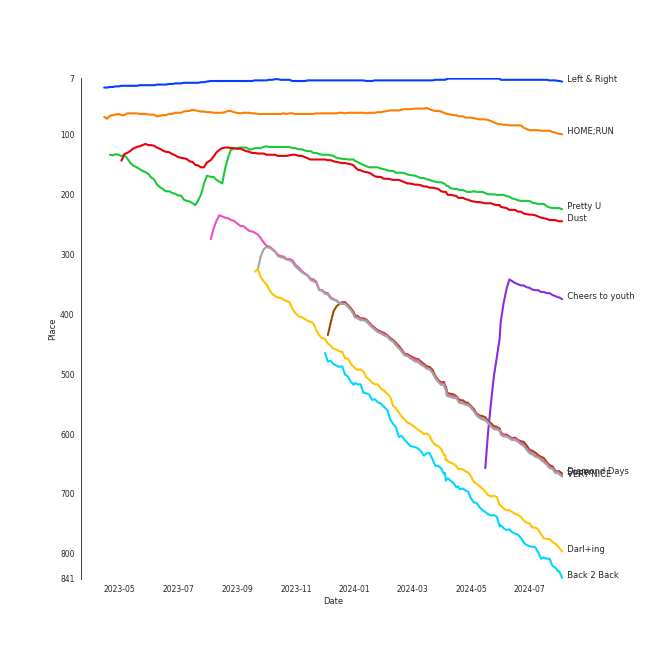 7
100
200
300
400
500
600
700
800
841
Place
2023-05
2023-07
2023-09
2023-11
2024-01
2024-03
2024-05
2024-07
Date
Left & Right
HOME;RUN
Pretty U
Dust
Cheers to youth
Diamond Days
VERY NICE
Darl+ing
Back 2 Back